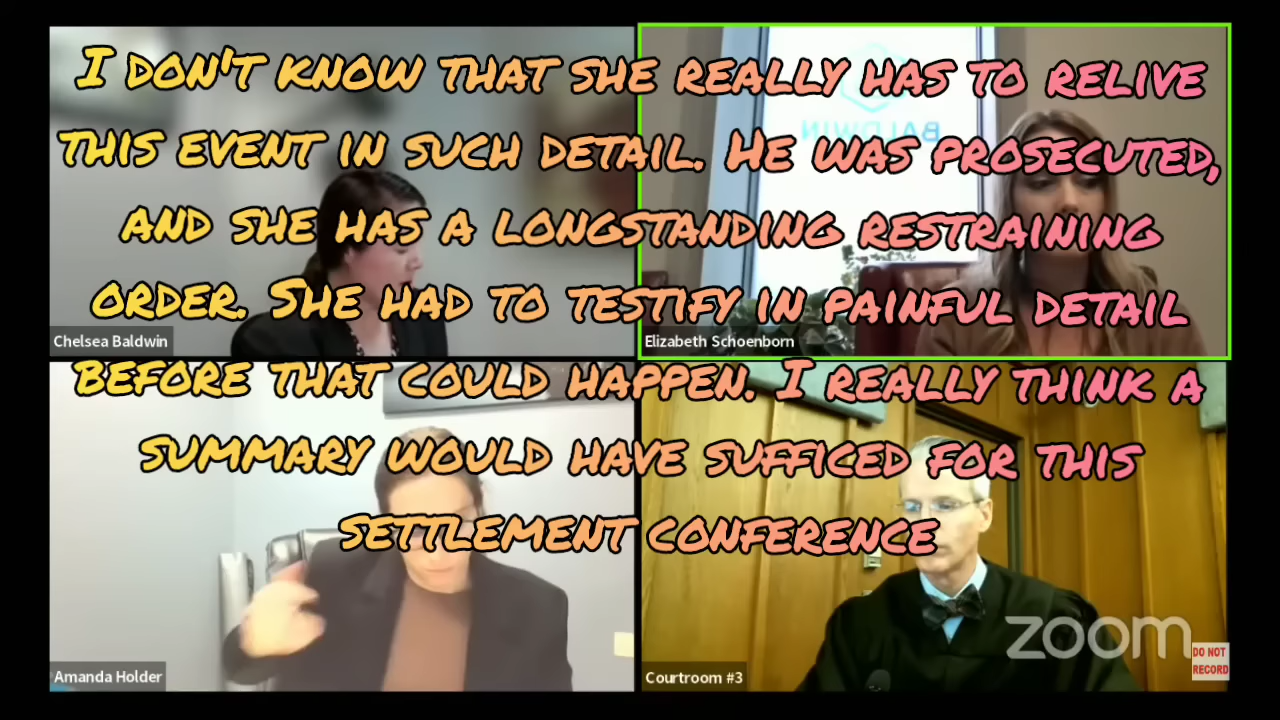 I DON'T KNOW THAT SHE REALLY HAS TO RELIVE
THIS EVENT IN SUCH DETAIL. HE WAS PROSECUTED,
AND SHE HAS A LONGSTANDING RESTRAINING
ORDER. SHE HAD TO TESTIFY IN PAINFUL DETAIL
BEFORE THAT COULD HAPPEN. I REALLY THINK A
SUMMARY WOULD HAVE SUFFICED FOR THIS
SETTLEMENT CONFERENCE
BALDWIN
Chelsea Baldwin
Elizabeth Schoenborn
Amanda Holder
Courtroom #3
zoom
DO NOT
RECORD